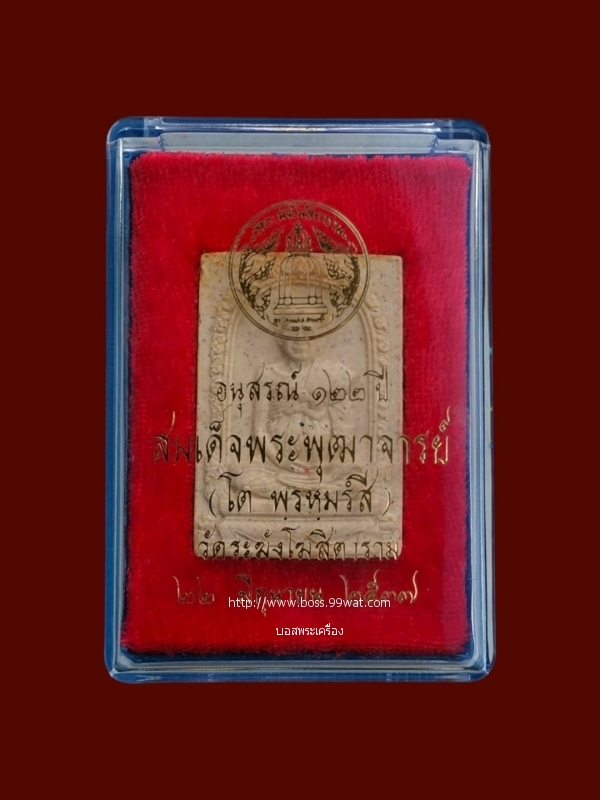 อนุสรณ์ ๑๒๒ ปี
สมเด็จพระพุฒาจารย์
(โต พรหมรังสี)
วัดระฆังโฆสิตาราม
๒๒ มิถุนายน ๒๕๓๗
http://www.boss.99wat.com
บอสพระเครื่อง